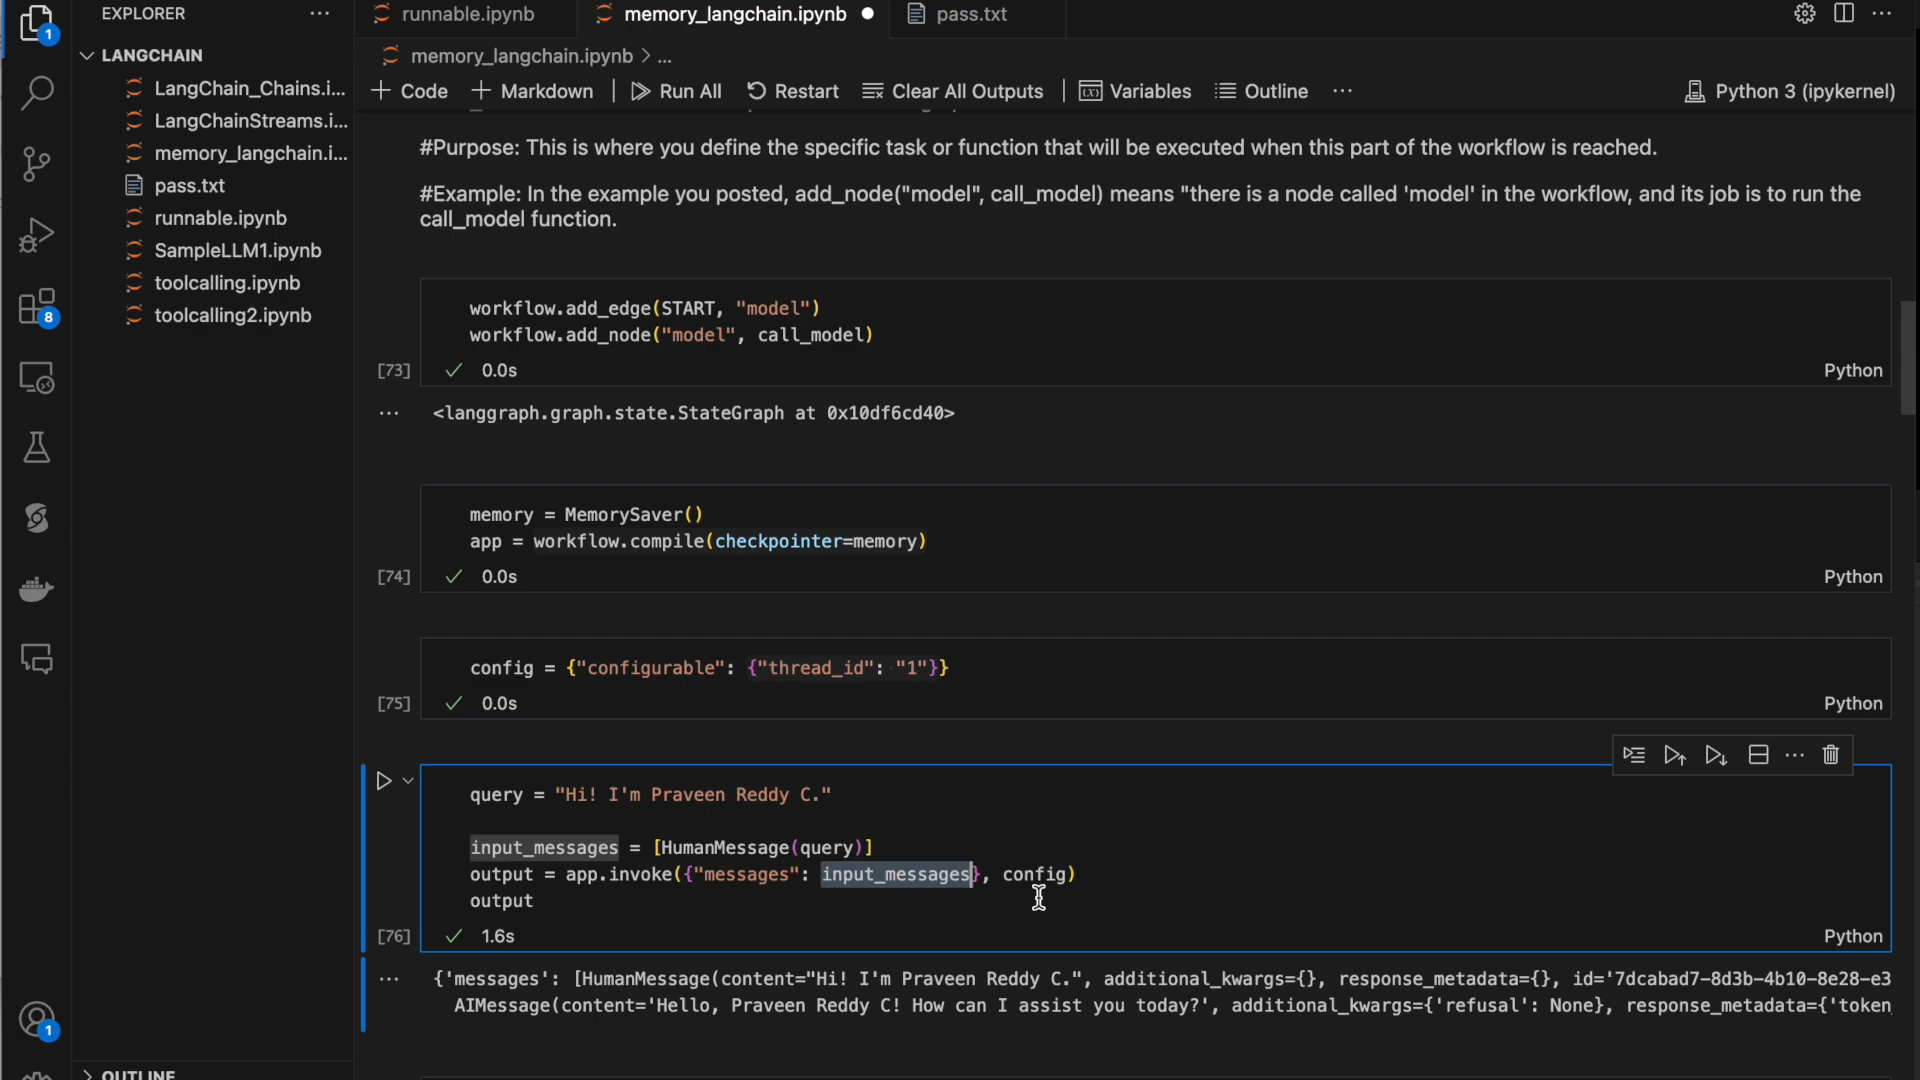 EXPLORER
runnable.ipynb
memory_langchain.ipynb
pass.txt
1
LANGCHAIN
memory_langchain.ipynb > ...
LangChain_Chains.i...
LangChainStreams.i...
memory_langchain.i...
pass.txt
runnable.ipynb
SampleLLM1.ipynb
toolcalling.ipynb
toolcalling2.ipynb
8
1
OUTLINE
+ Code + Markdown Run All Restart Clear All Outputs Variables Outline ... Python 3 (ipykernel)
#Purpose: This is where you define the specific task or function that will be executed when this part of the workflow is reached.
#Example: In the example you posted, add_node("model", call_model) means "there is a node called 'model' in the workflow, and its job is to run the
call_model function.
workflow.add_edge(START, "model")
workflow.add_node("model", call_model)
[73] ✓ 0.0s Python
... <langgraph.graph.state.StateGraph at 0x10df6cd40>
memory = MemorySaver()
app = workflow.compile(checkpointer=memory)
[74] ✓ 0.0s Python
config = {"configurable": {"thread_id": "1"}}
[75] ✓ 0.0s Python
query = "Hi! I'm Praveen Reddy C."
input_messages = [HumanMessage(query)]
output = app.invoke({"messages": input_messages}, config)
output
[76] ✓ 1.6s Python
... {'messages': [HumanMessage(content="Hi! I'm Praveen Reddy C.", additional_kwargs={}, response_metadata={}, id='7dcabad7-8d3b-4b10-8e28-e3
AIMessage(content='Hello, Praveen Reddy C! How can I assist you today?', additional_kwargs={'refusal': None}, response_metadata={'token